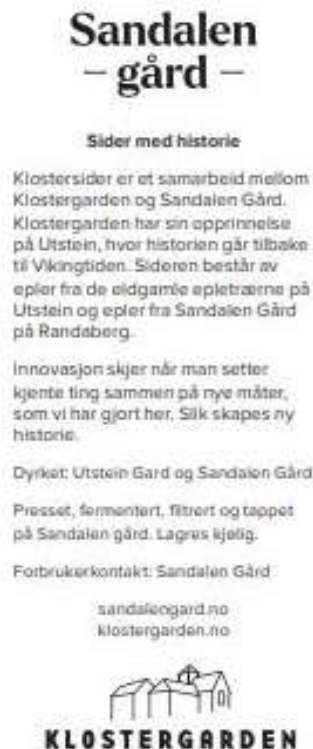 Sandalen
– gård –
Sider med historie
Klostersider er et samarbeid mellom
Klostergarden og Sandalen Gård.
Klostergarden har sin opprinnelse
på Utstein, hvor historien går tilbake
til Vikingtiden. Sideren består av
epler fra de eldgamle epletrærne på
Utstein og epler fra Sandalen Gård
på Randaberg.
Innovasjon skjer når man setter
kjente ting sammen på nye måter,
som vi har gjort her. Slik skapes ny
historie.
Dyrket: Utstein Gard og Sandalen Gård
Presset, fermentert, filtrert og tappet
på Sandalen gård. Lagres kjølig.
Forbrukerkontakt: Sandalen Gård
sandalengard.no
klostergarden.no
KLOSTERGARDEN